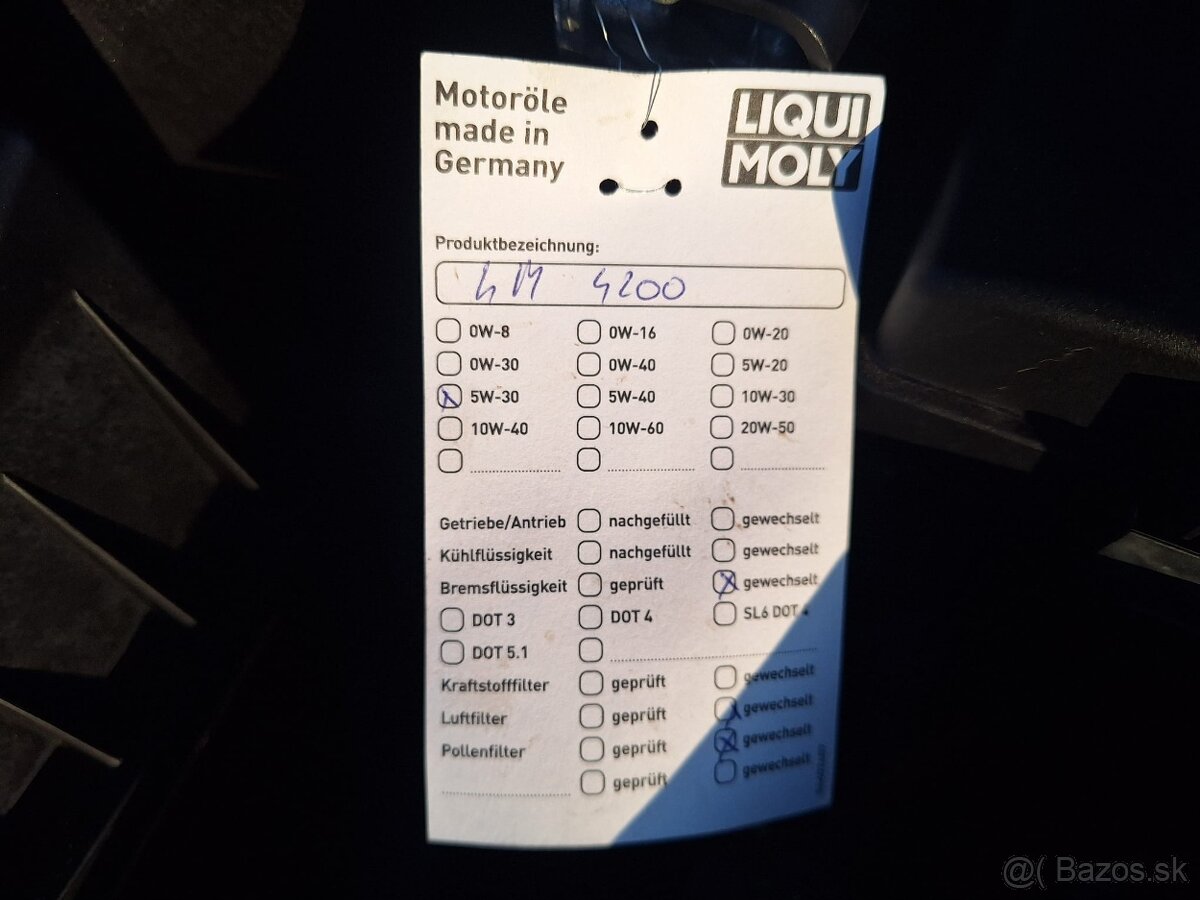 Motoröle
made in
Germany
LIQUI
MOLY
Produktbezeichnung:
LM 4200
0W-8 0W-16 0W-20
0W-30 0W-40 5W-20
5W-30 5W-40 10W-30
10W-40 10W-60 20W-50
Getriebe/Antrieb nachgefüllt gewechselt
Kühlflüssigkeit nachgefüllt gewechselt
Bremsflüssigkeit geprüft gewechselt
DOT 3 DOT 4 SL6 DOT 4
DOT 5.1
Kraftstofffilter geprüft gewechselt
Luftfilter geprüft gewechselt
Pollenfilter geprüft gewechselt
geprüft gewechselt
@( Bazos.sk